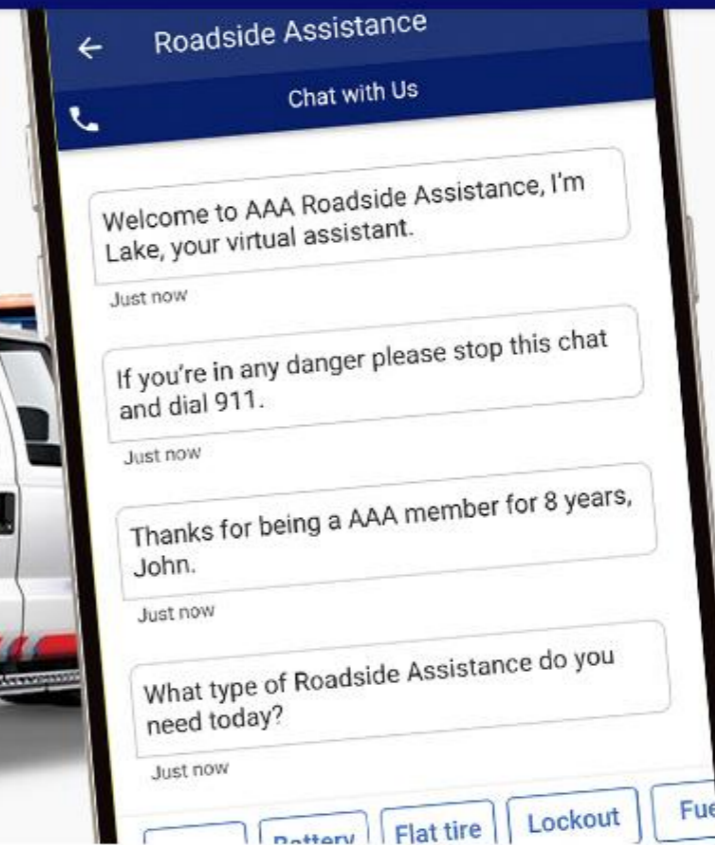 Roadside Assistance
Chat with Us
Welcome to AAA Roadside Assistance, I'm
Lake, your virtual assistant.
Just now
If you're in any danger please stop this chat
and dial 911.
Just now
Thanks for being a AAA member for 8 years,
John.
Just now
What type of Roadside Assistance do you
need today?
Just now
Battery Flat tire Lockout Fue